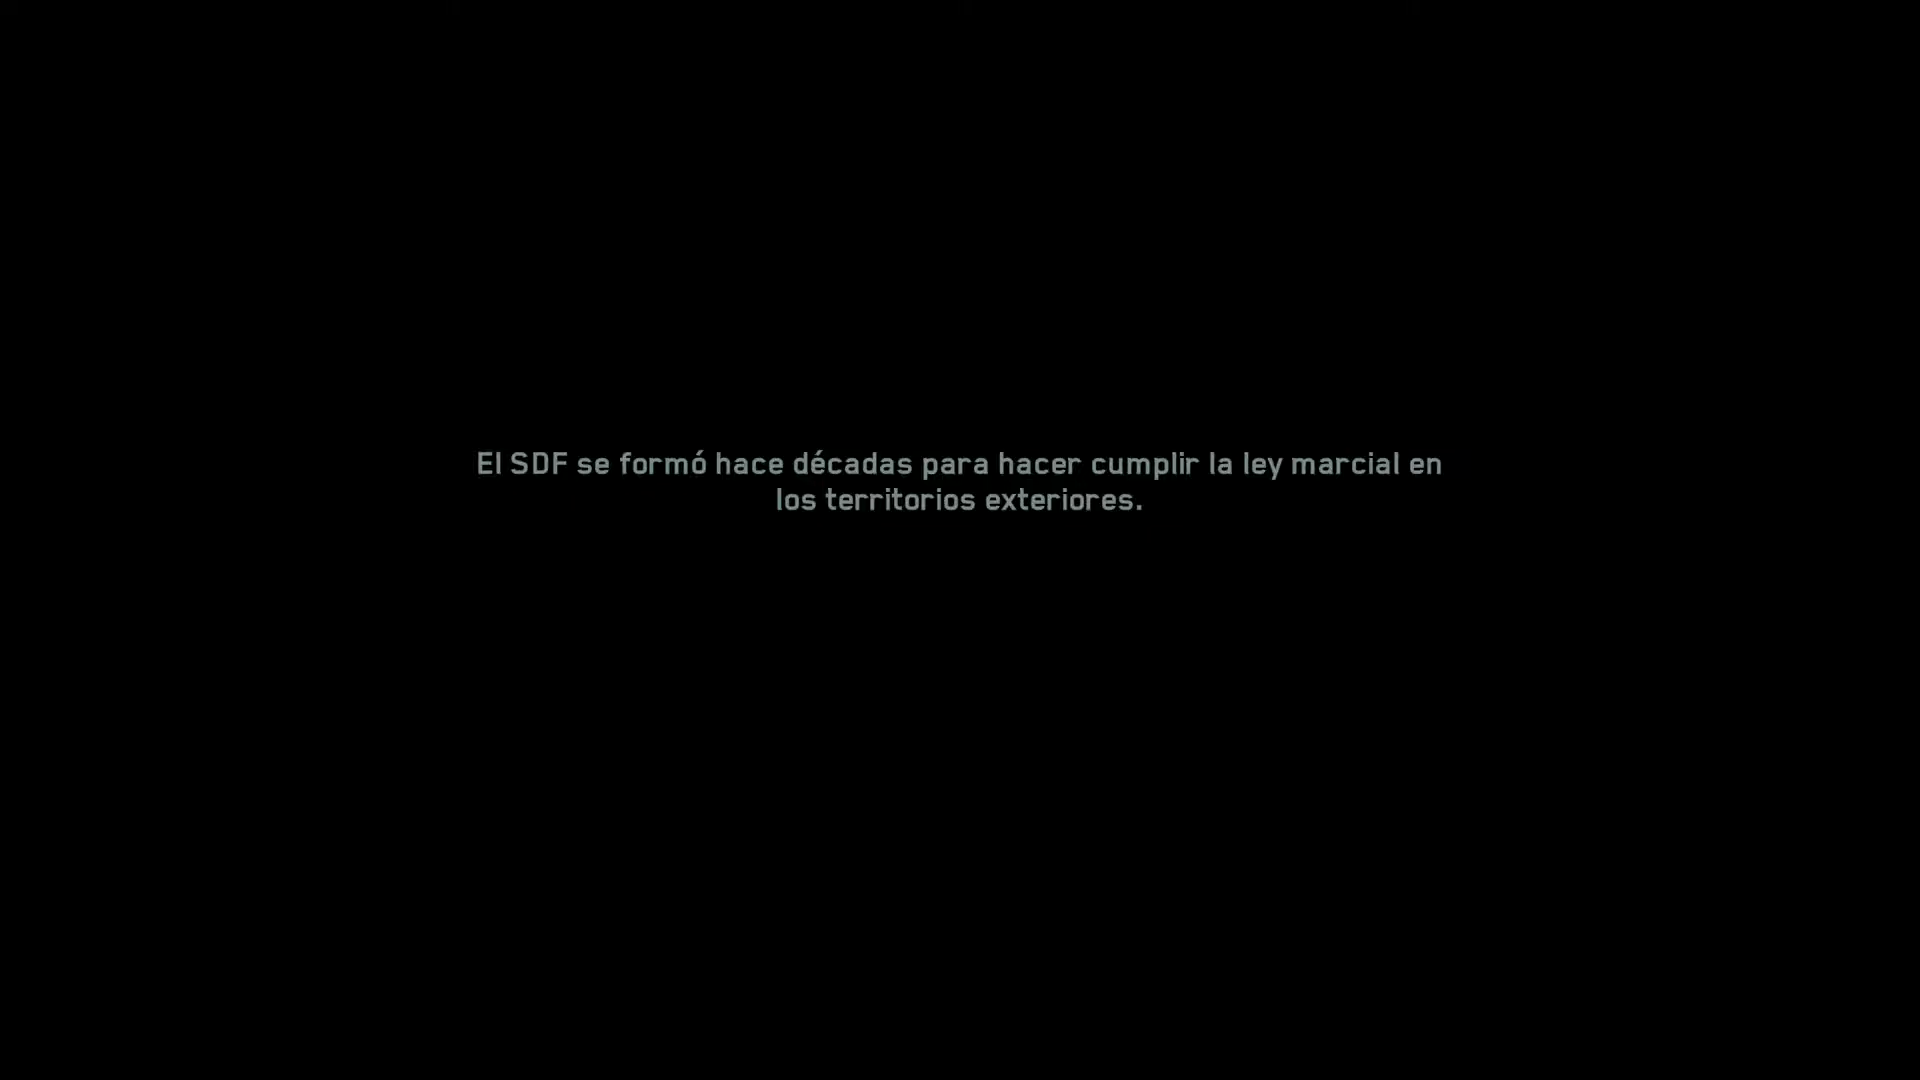 El SDF se formó hace décadas para hacer cumplir la ley marcial en
los territorios exteriores.